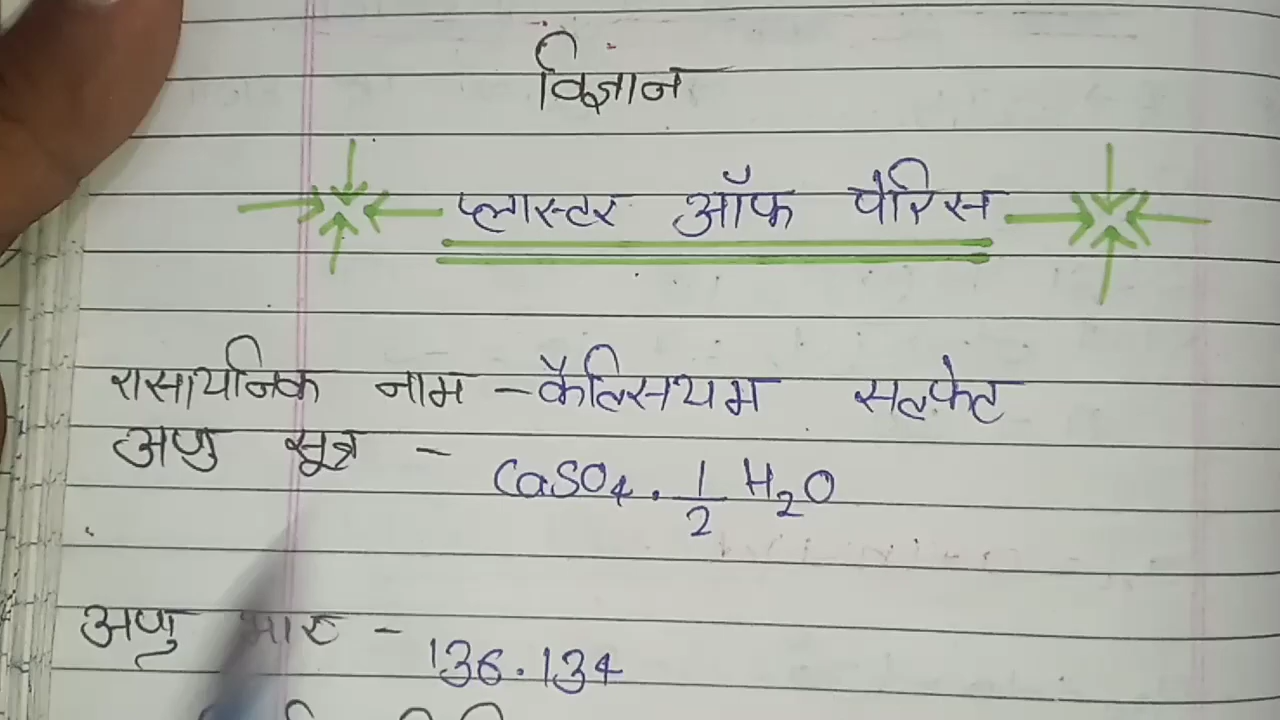 विज्ञान
प्लास्टर ऑफ पेरिस
रासायनिक नाम - कैल्सियम सल्फेट
अणु सूत्र - CaSO₄ . 1/2 H₂O
अणु भार - 136.134